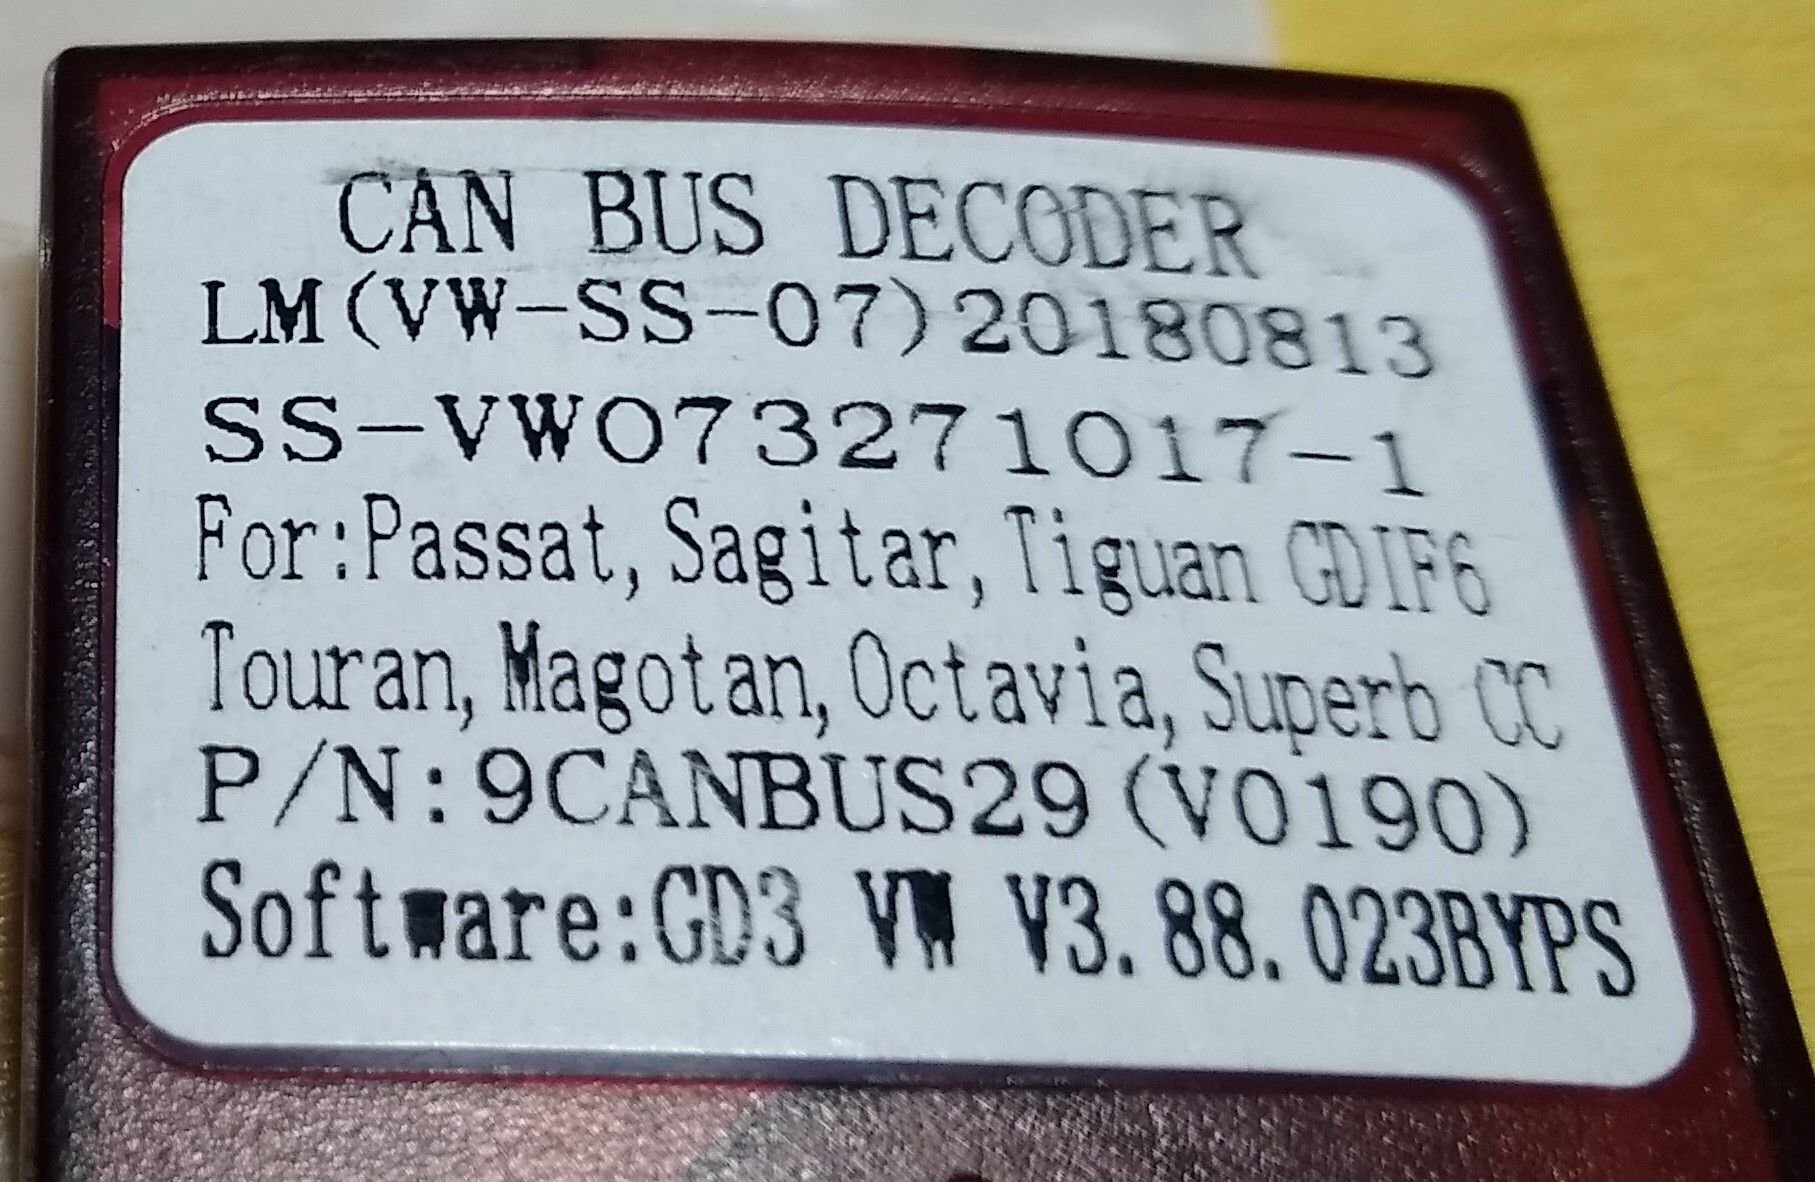 CAN BUS DECODER
LM(VW-SS-07)20180813
SS-VW073271017-1
For:Passat, Sagitar, Tiguan GDIF6
Touran, Magotan, Octavia, Superb CC
P/N:9CANBUS29(V0190)
Software:GD3 VW V3.88.023BYPS